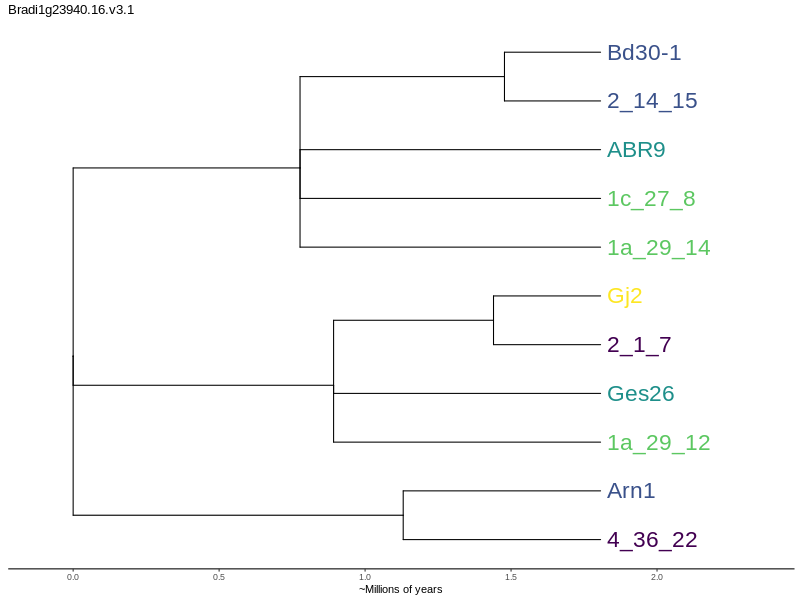 Bradi1g23940.16.v3.1
Bd30-1
2_14_15
ABR9
1c_27_8
1a_29_14
Gj2
2_1_7
Ges26
1a_29_12
Arn1
4_36_22
0.0 0.5 1.0 1.5 2.0
~Millions of years